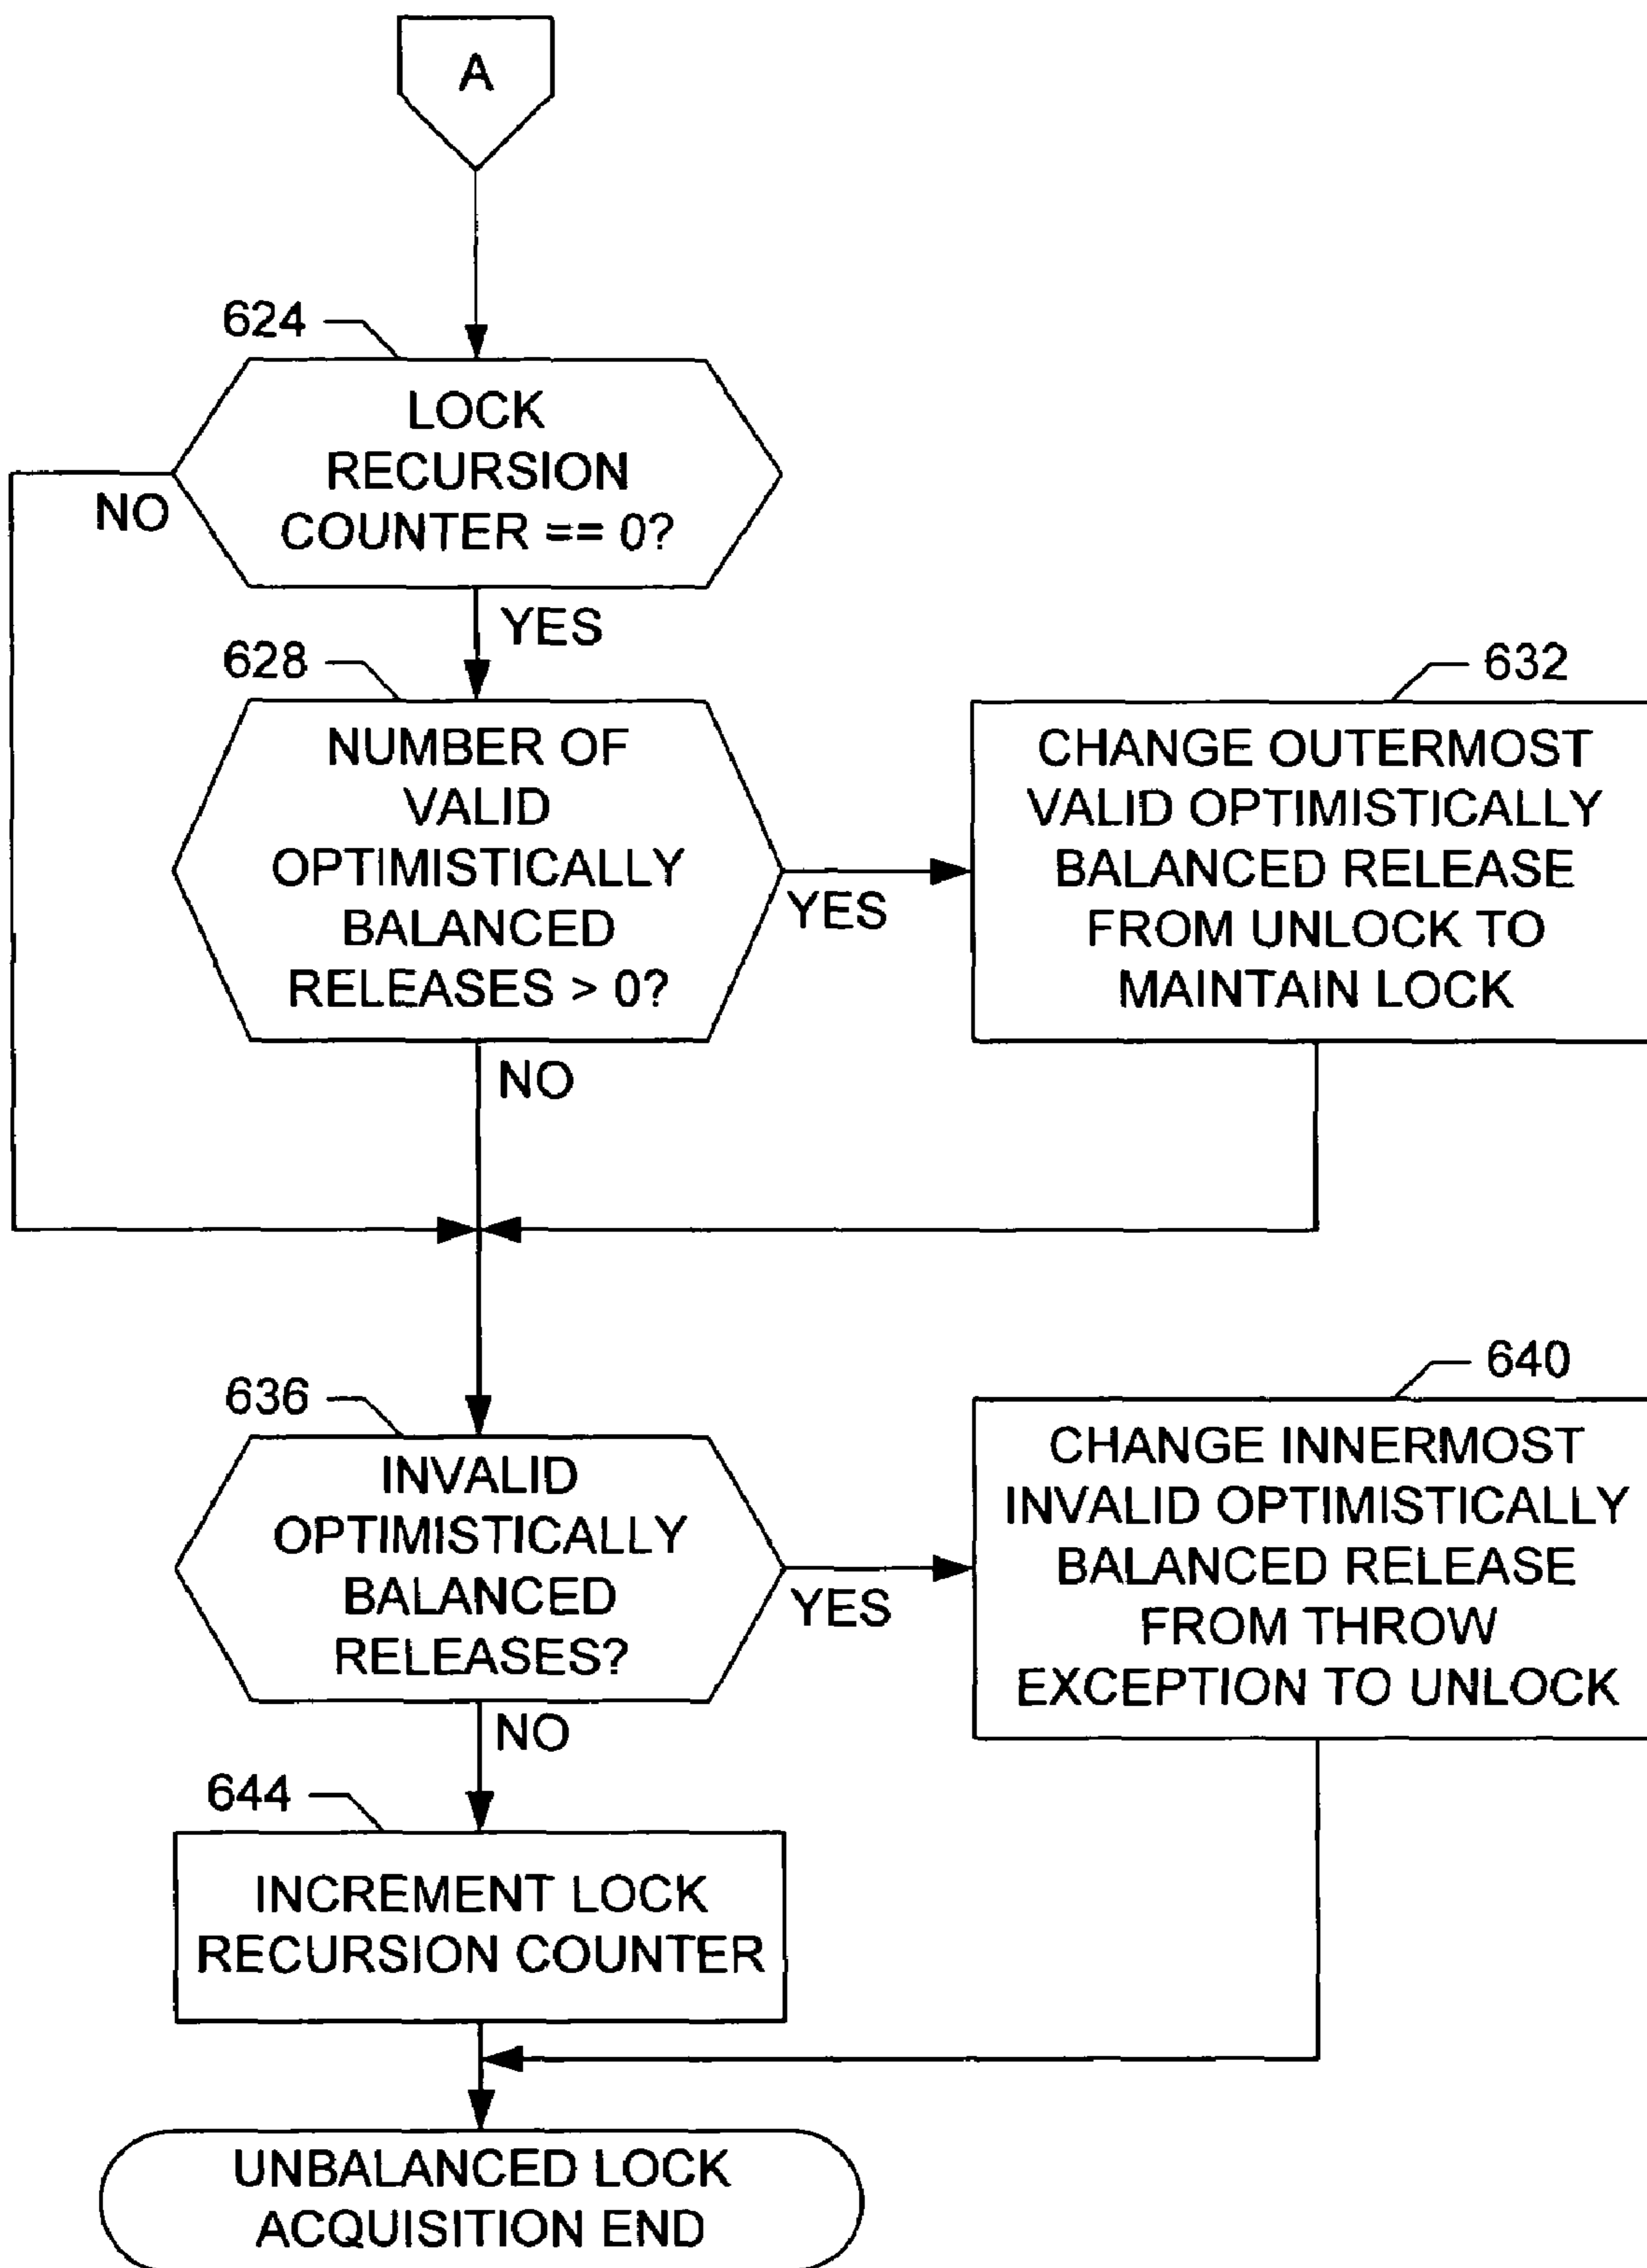 A
624
LOCK
RECURSION
COUNTER == 0?
NO
YES
628
NUMBER OF
VALID
OPTIMISTICALLY
BALANCED
RELEASES > 0?
YES
NO
632
CHANGE OUTERMOST
VALID OPTIMISTICALLY
BALANCED RELEASE
FROM UNLOCK TO
MAINTAIN LOCK
636
INVALID
OPTIMISTICALLY
BALANCED
RELEASES?
YES
NO
640
CHANGE INNERMOST
INVALID OPTIMISTICALLY
BALANCED RELEASE
FROM THROW
EXCEPTION TO UNLOCK
644
INCREMENT LOCK
RECURSION COUNTER
UNBALANCED LOCK
ACQUISITION END